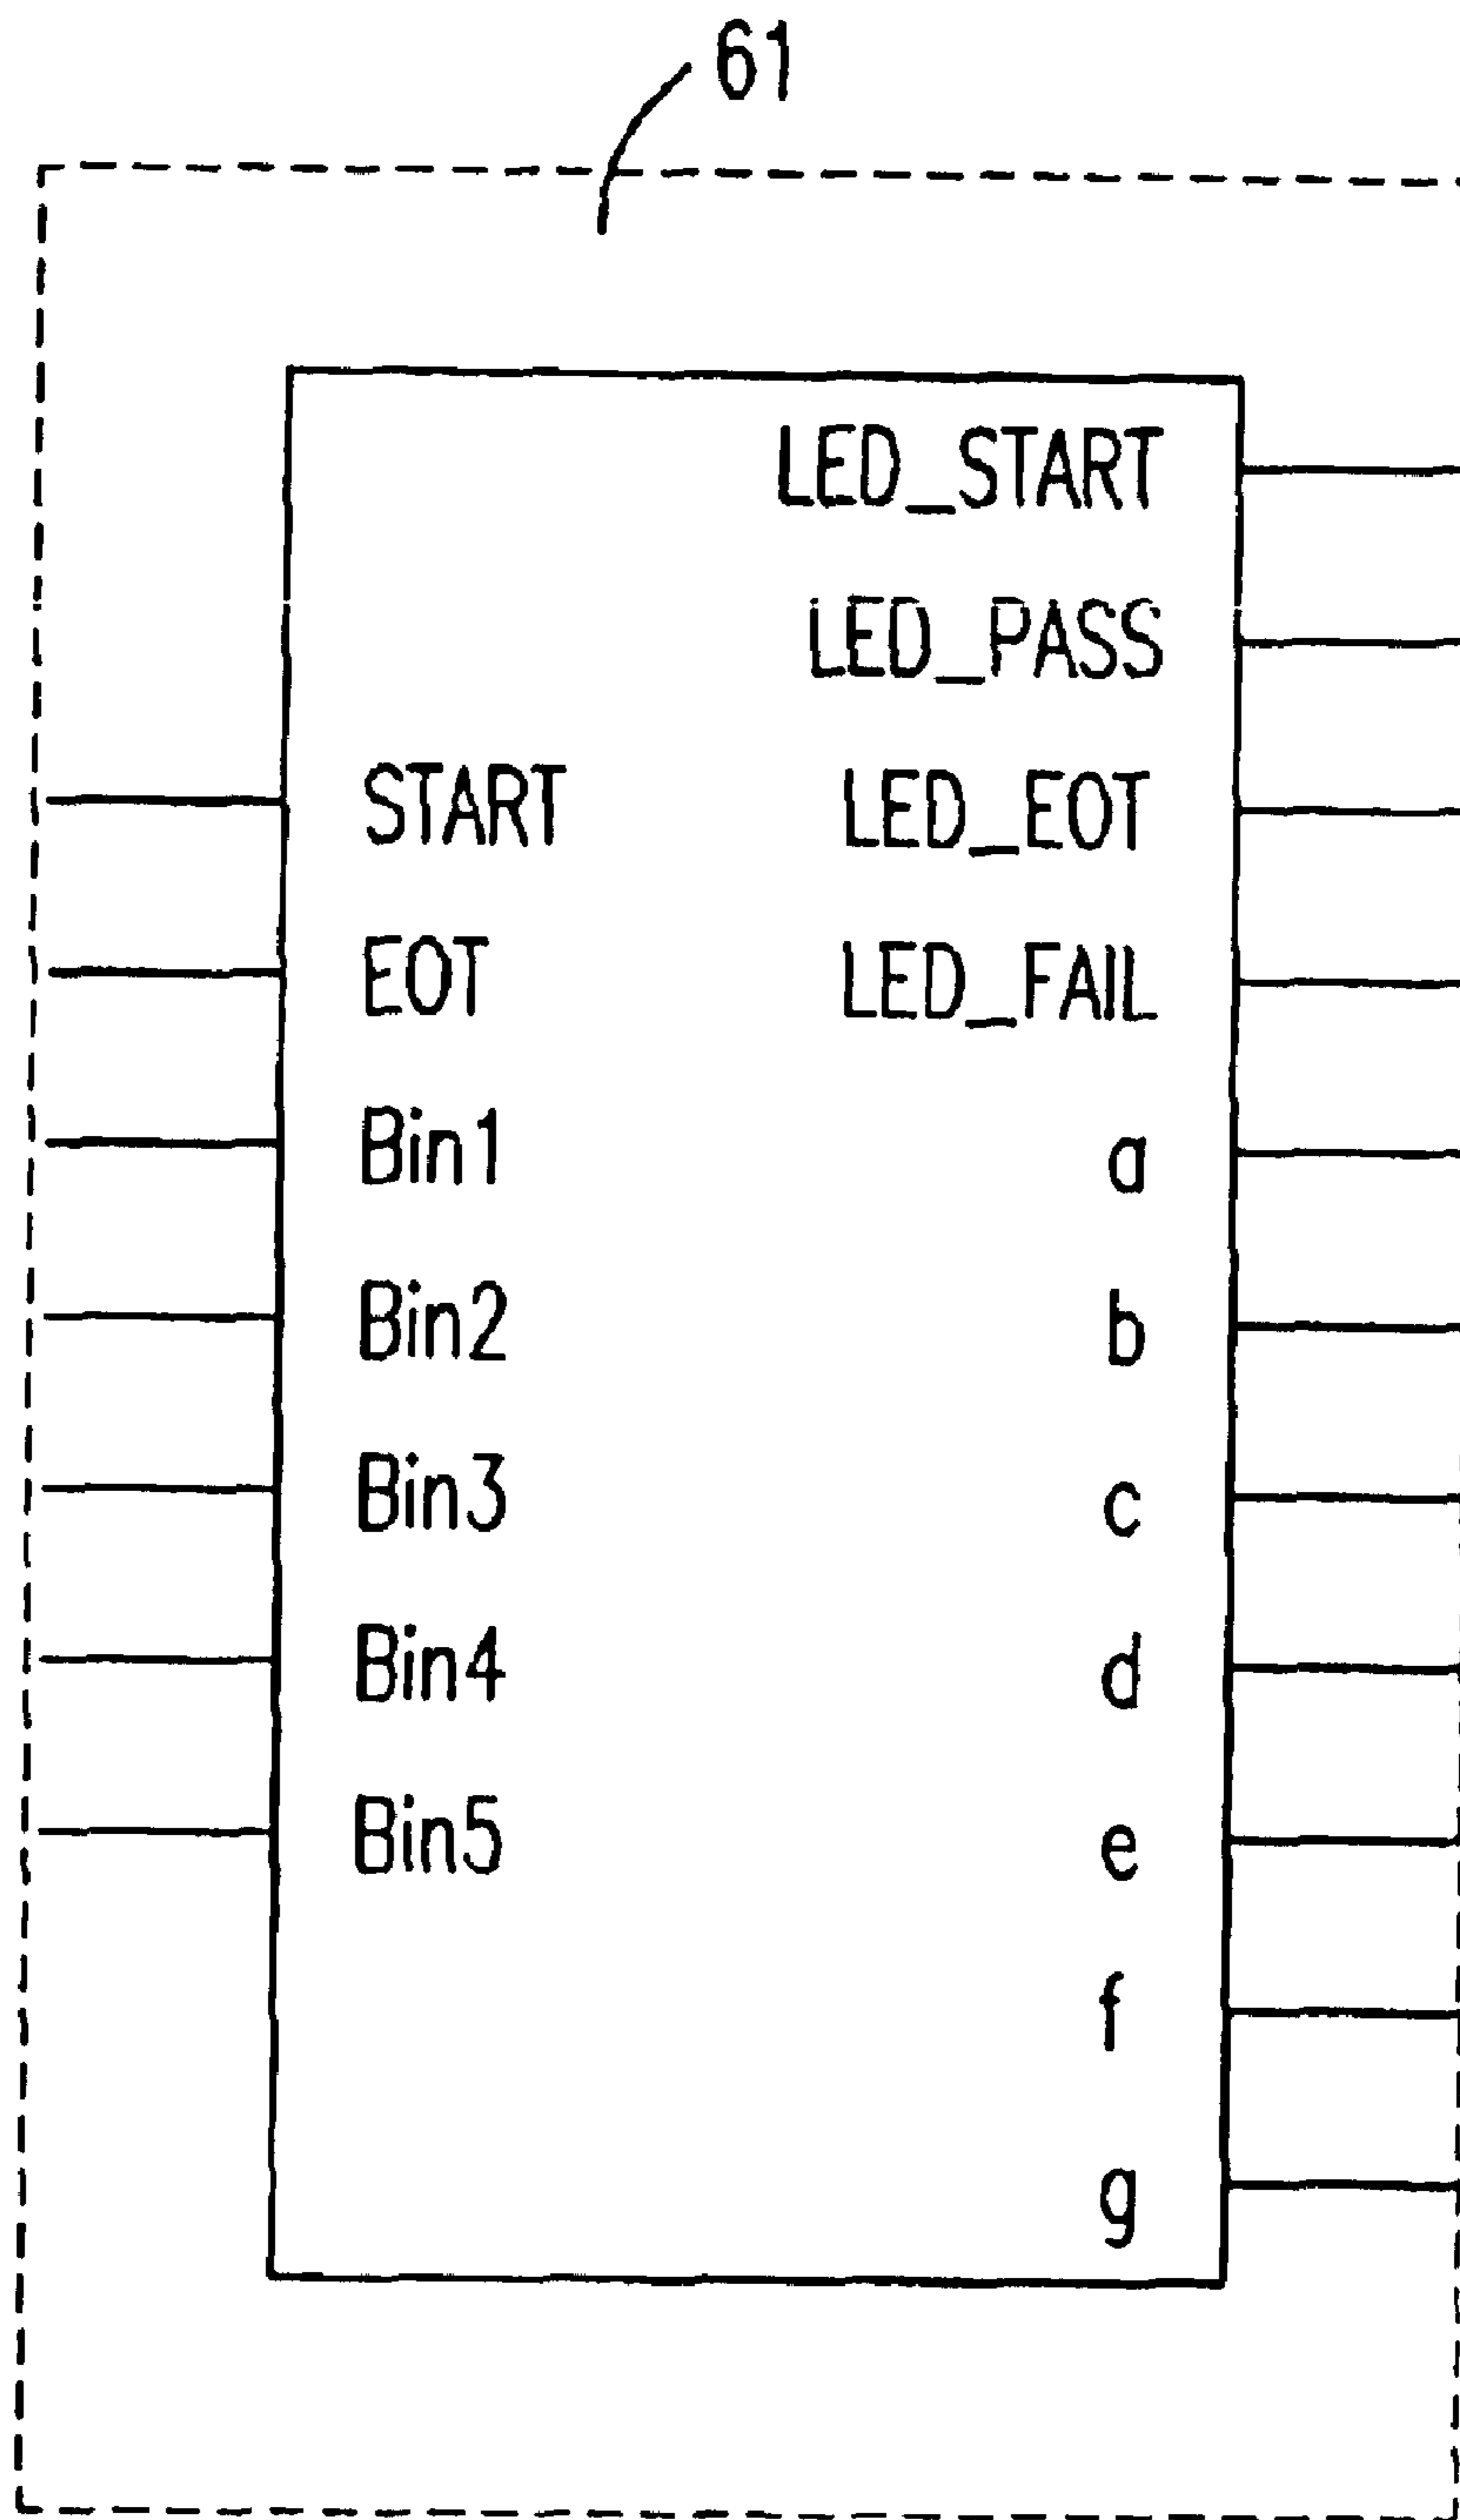 61
LED_START
LED_PASS
START
LED_EOT
EOT
LED_FAIL
Bin1
a
Bin2
b
Bin3
c
Bin4
d
Bin5
e
f
g